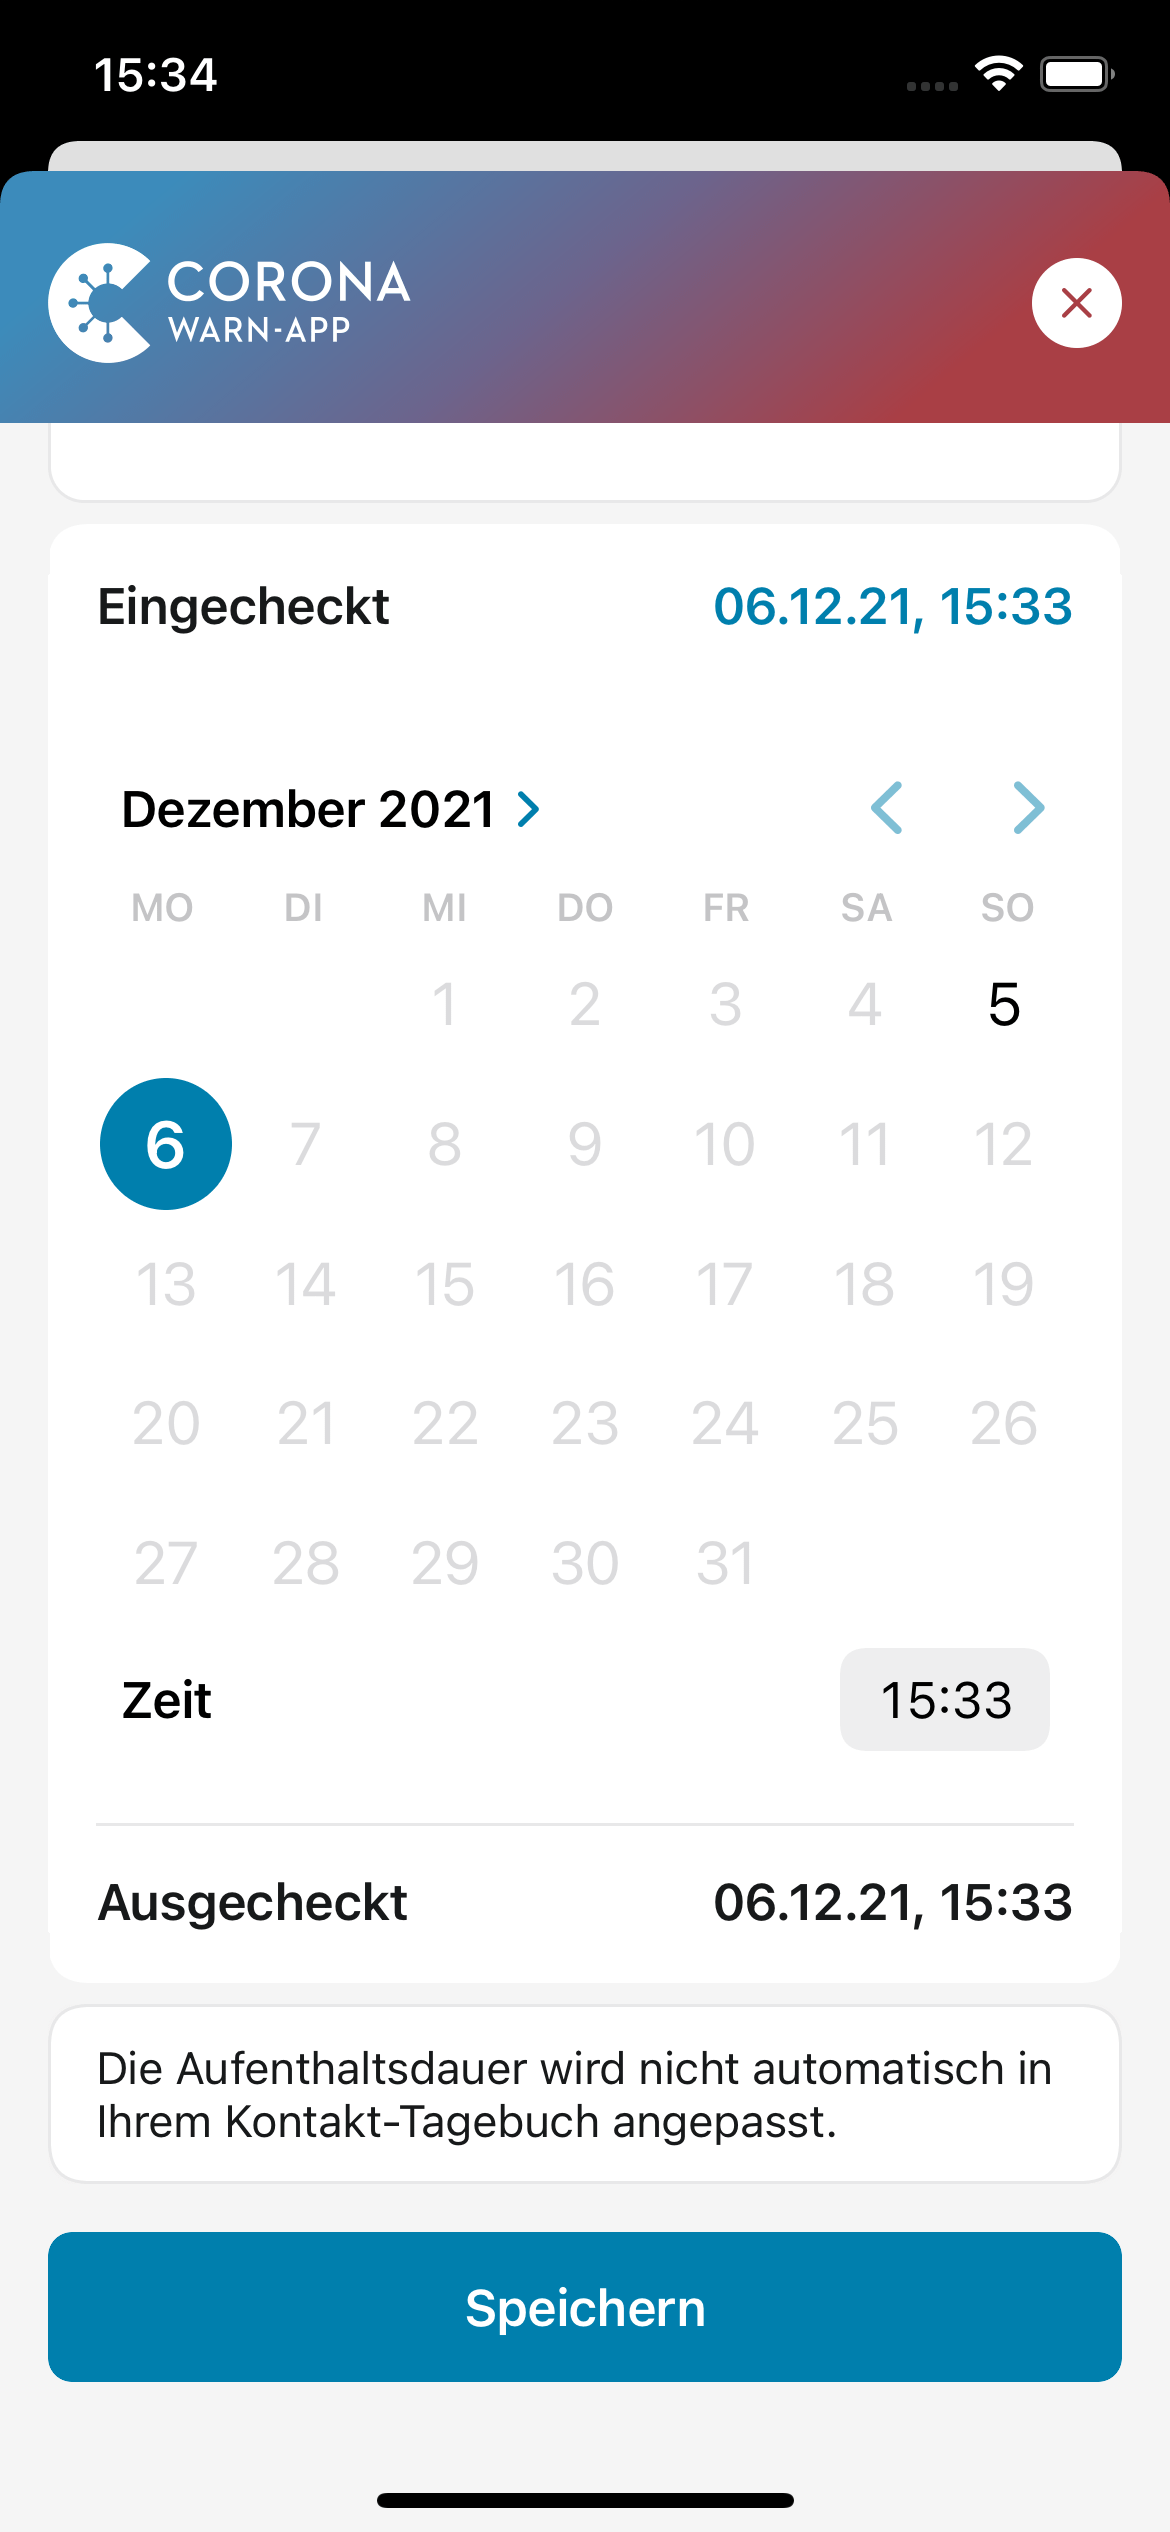 15:34
CORONA
WARN-APP
Eingecheckt 06.12.21, 15:33
Dezember 2021
MO DI MI DO FR SA SO
1 2 3 4 5
6 7 8 9 10 11 12
13 14 15 16 17 18 19
20 21 22 23 24 25 26
27 28 29 30 31
Zeit 15:33
Ausgecheckt 06.12.21, 15:33
Die Aufenthaltsdauer wird nicht automatisch in
Ihrem Kontakt-Tagebuch angepasst.
Speichern